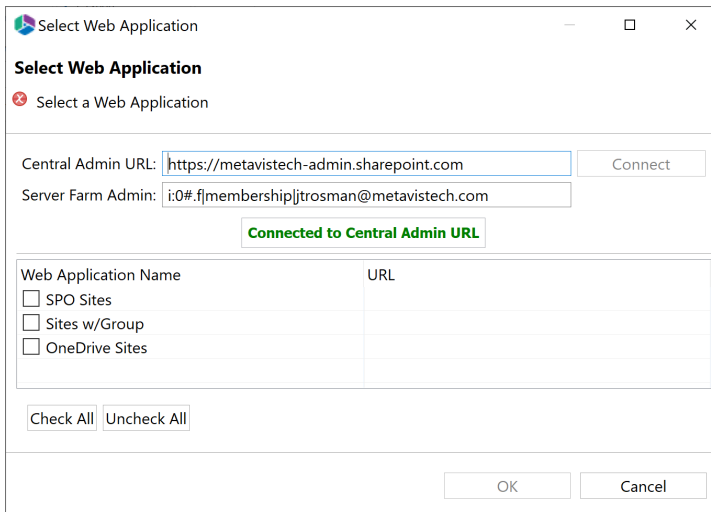 Select Web Application
Select Web Application
Select a Web Application
Central Admin URL: https://metavistech-admin.sharepoint.com Connect
Server Farm Admin: i:0#.f|membership|jtrosman@metavistech.com
Connected to Central Admin URL
Web Application Name URL
SPO Sites
Sites w/Group
OneDrive Sites
Check All Uncheck All
OK Cancel